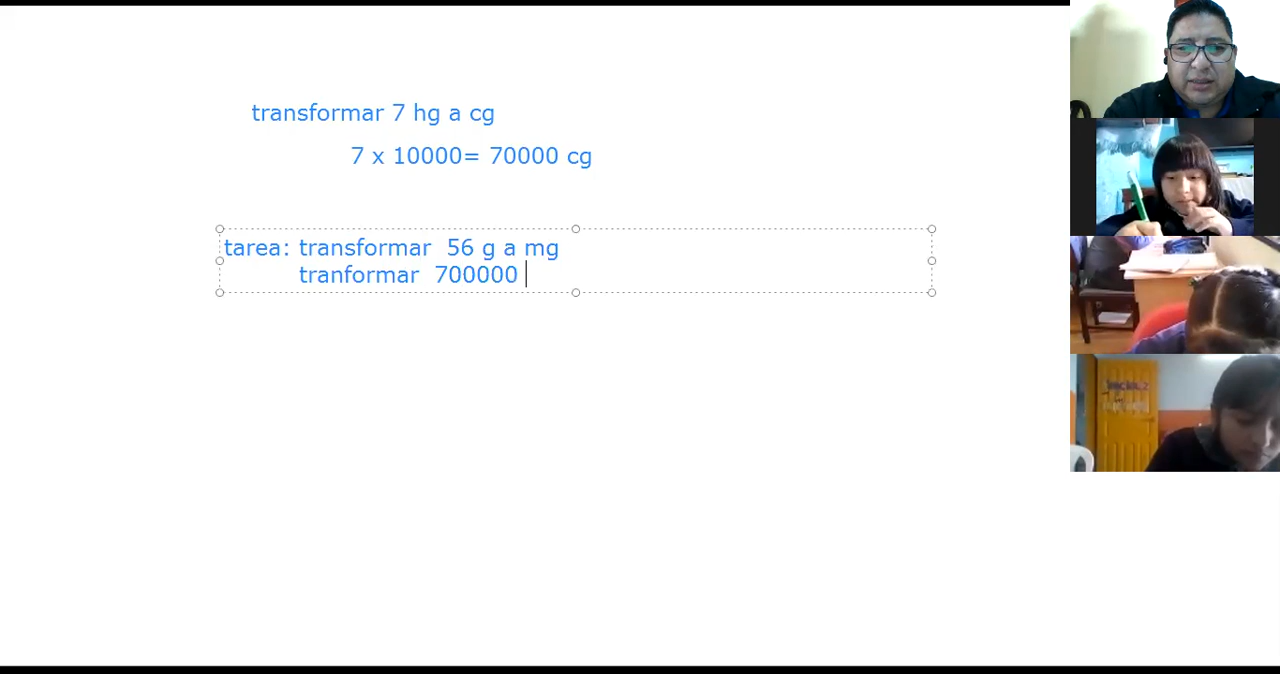 transformar 7 hg a cg
7 x 10000= 70000 cg
tarea: transformar 56 g a mg
tranformar 700000